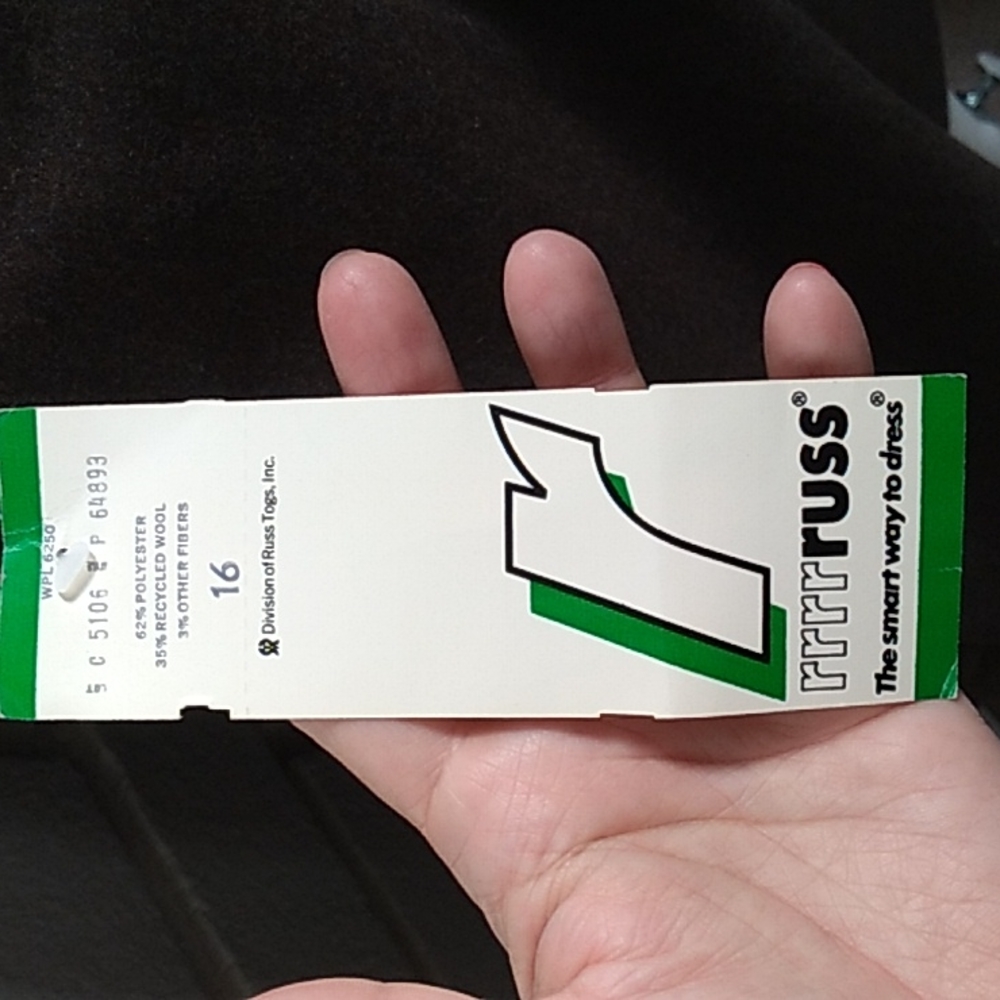 WPL 6250
C 5106 P 64893
62% POLYESTER
35% RECYCLED WOOL
3% OTHER FIBERS
16
Division of Russ Togs, Inc.
r
rrrrruss®
The smart way to dress®